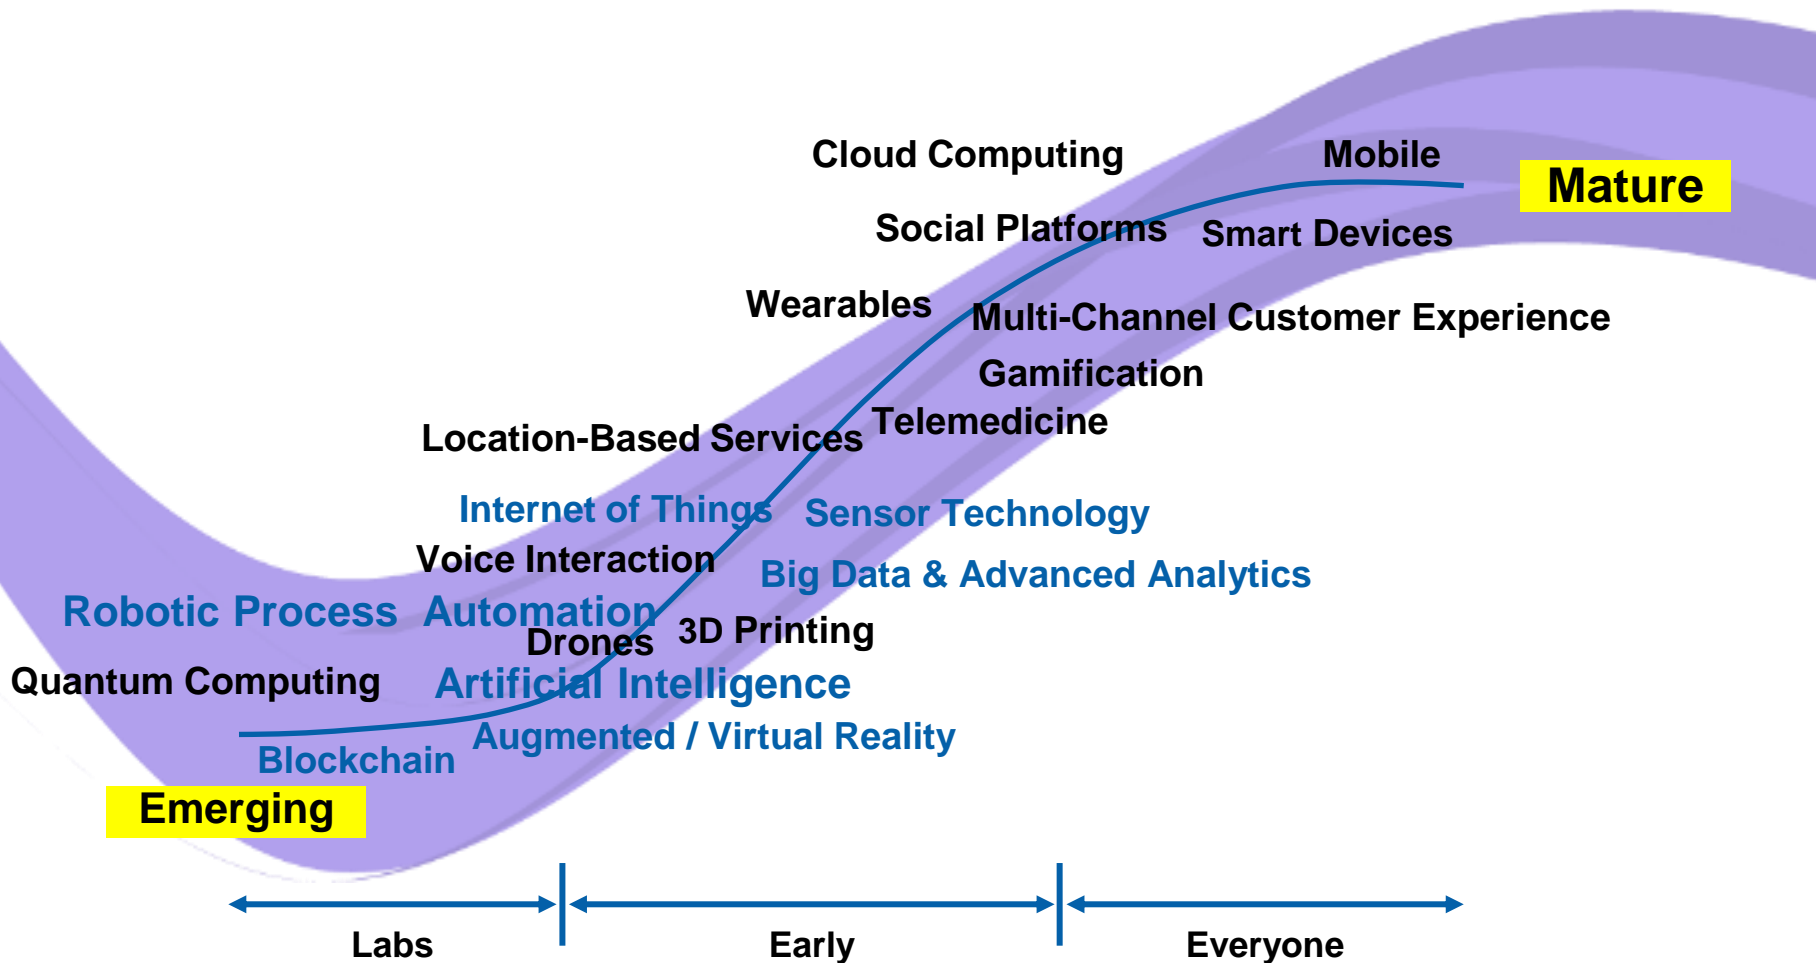 Cloud Computing
Mobile
Mature
Social Platforms
Smart Devices
Wearables
Multi-Channel Customer Experience
Gamification
Telemedicine
Location-Based Services
Internet of Things
Sensor Technology
Voice Interaction
Big Data & Advanced Analytics
Robotic Process Automation
Drones
3D Printing
Quantum Computing
Artificial Intelligence
Augmented / Virtual Reality
Blockchain
Emerging
Labs
Early
Everyone